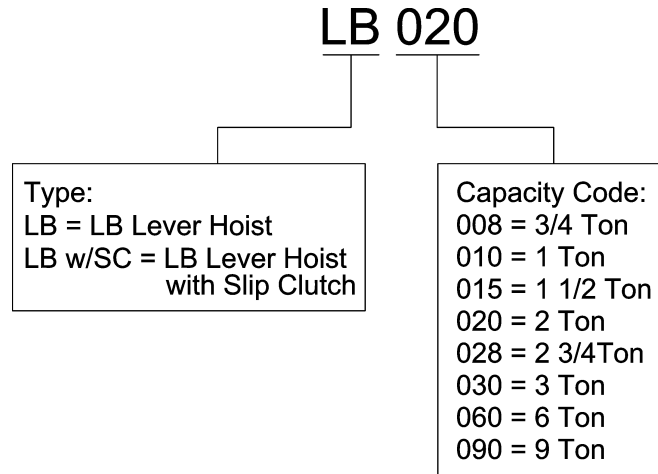 LB 020
Type:
LB = LB Lever Hoist
LB w/SC = LB Lever Hoist
with Slip Clutch
Capacity Code:
008 = 3/4 Ton
010 = 1 Ton
015 = 1 1/2 Ton
020 = 2 Ton
028 = 2 3/4Ton
030 = 3 Ton
060 = 6 Ton
090 = 9 Ton